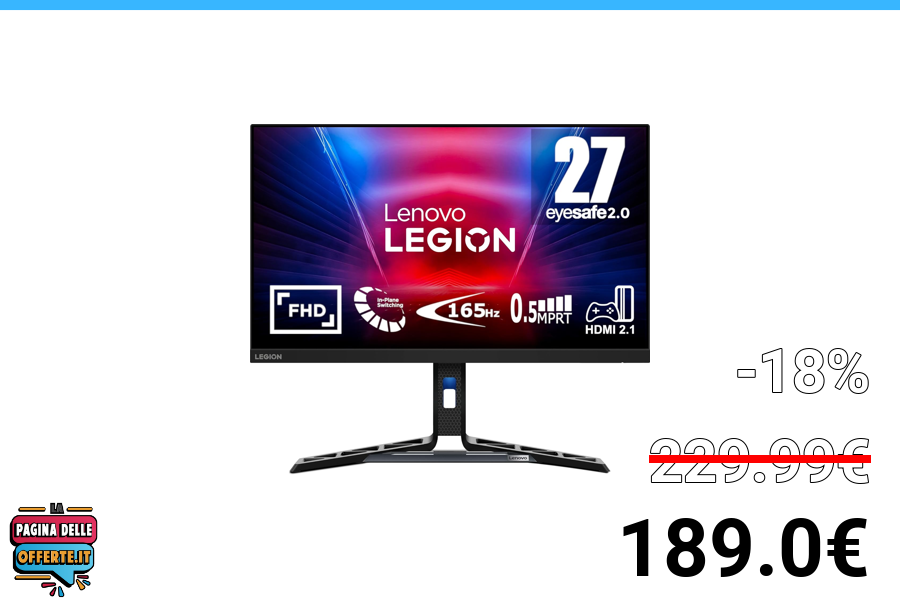 27
eyesafe2.0
Lenovo
LEGION
FHD
In-Plane
Switching
165Hz
0.5MPRT
HDMI 2.1
LEGION
Lenovo
-18%
229.99€
189.0€
LA
PAGINA DELLE
OFFERTE.IT